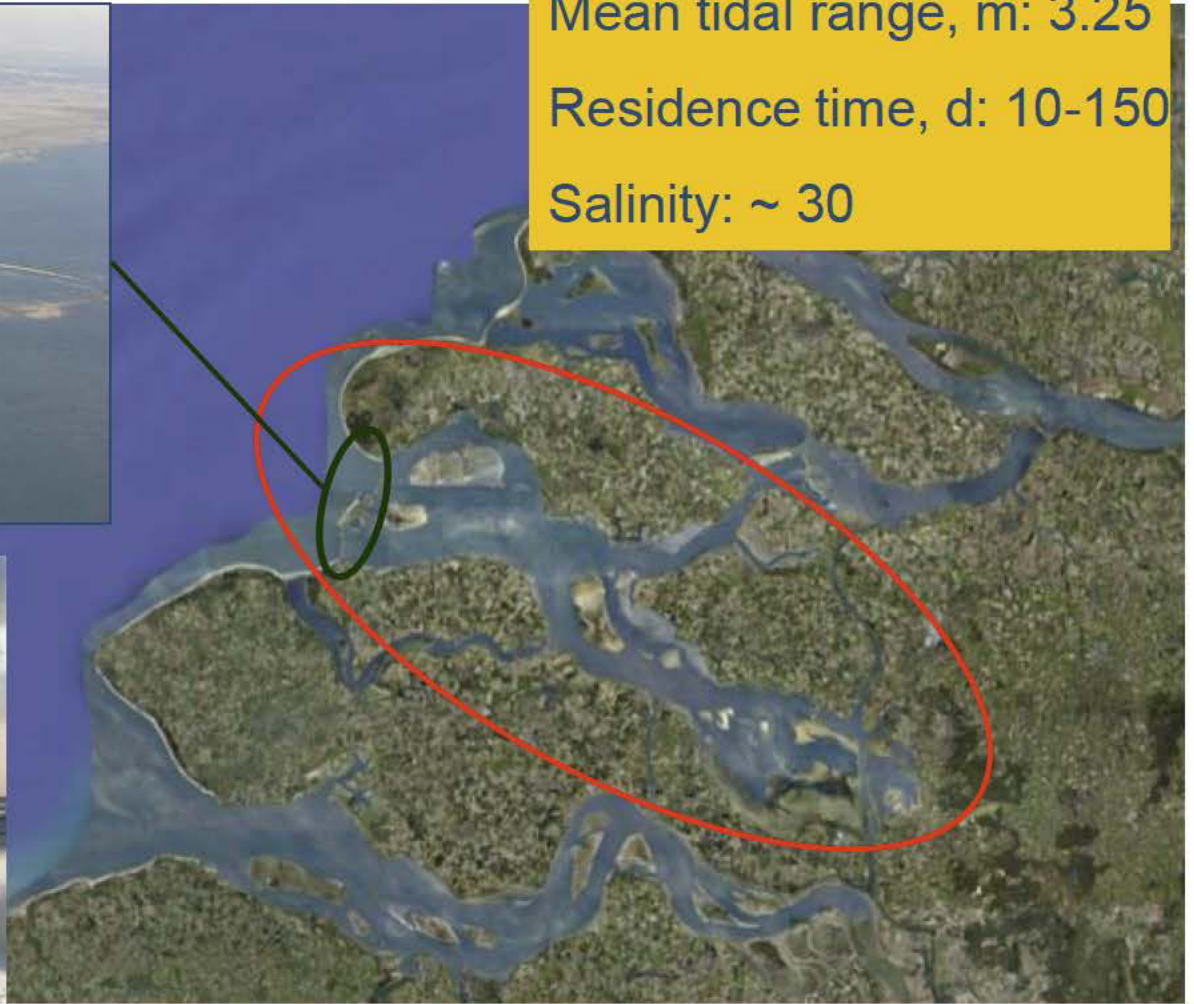 Mean tidal range, m: 3.25
Residence time, d: 10-150
Salinity: ~ 30